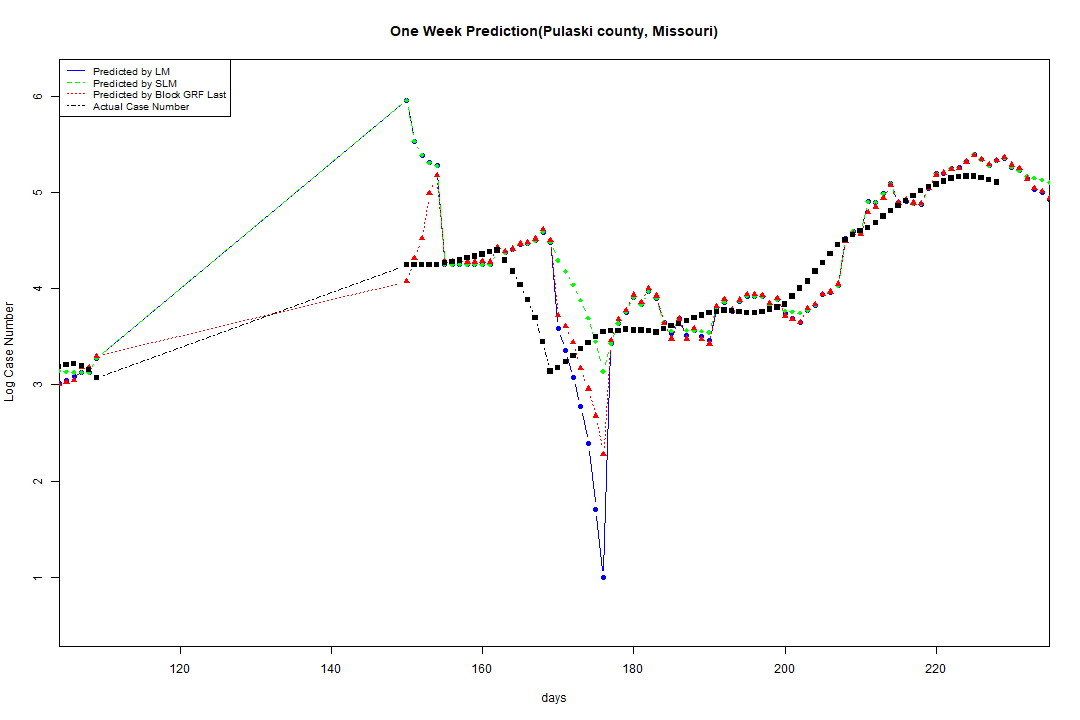 One Week Prediction(Pulaski county, Missouri)
Predicted by LM
Predicted by SLM
Predicted by Block GRF Last
Actual Case Number
6
5
4
3
2
1
Log Case Number
120 140 160 180 200 220
days